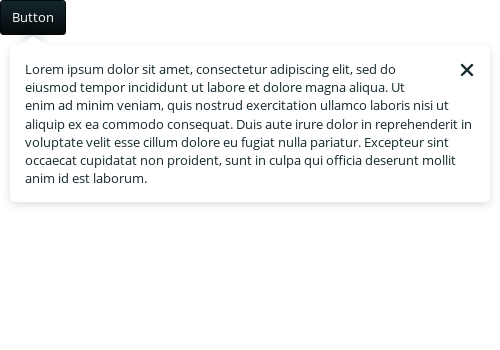 Button
Lorem ipsum dolor sit amet, consectetur adipiscing elit, sed do
eiusmod tempor incididunt ut labore et dolore magna aliqua. Ut
enim ad minim veniam, quis nostrud exercitation ullamco laboris nisi ut
aliquip ex ea commodo consequat. Duis aute irure dolor in reprehenderit in
voluptate velit esse cillum dolore eu fugiat nulla pariatur. Excepteur sint
occaecat cupidatat non proident, sunt in culpa qui officia deserunt mollit
anim id est laborum.